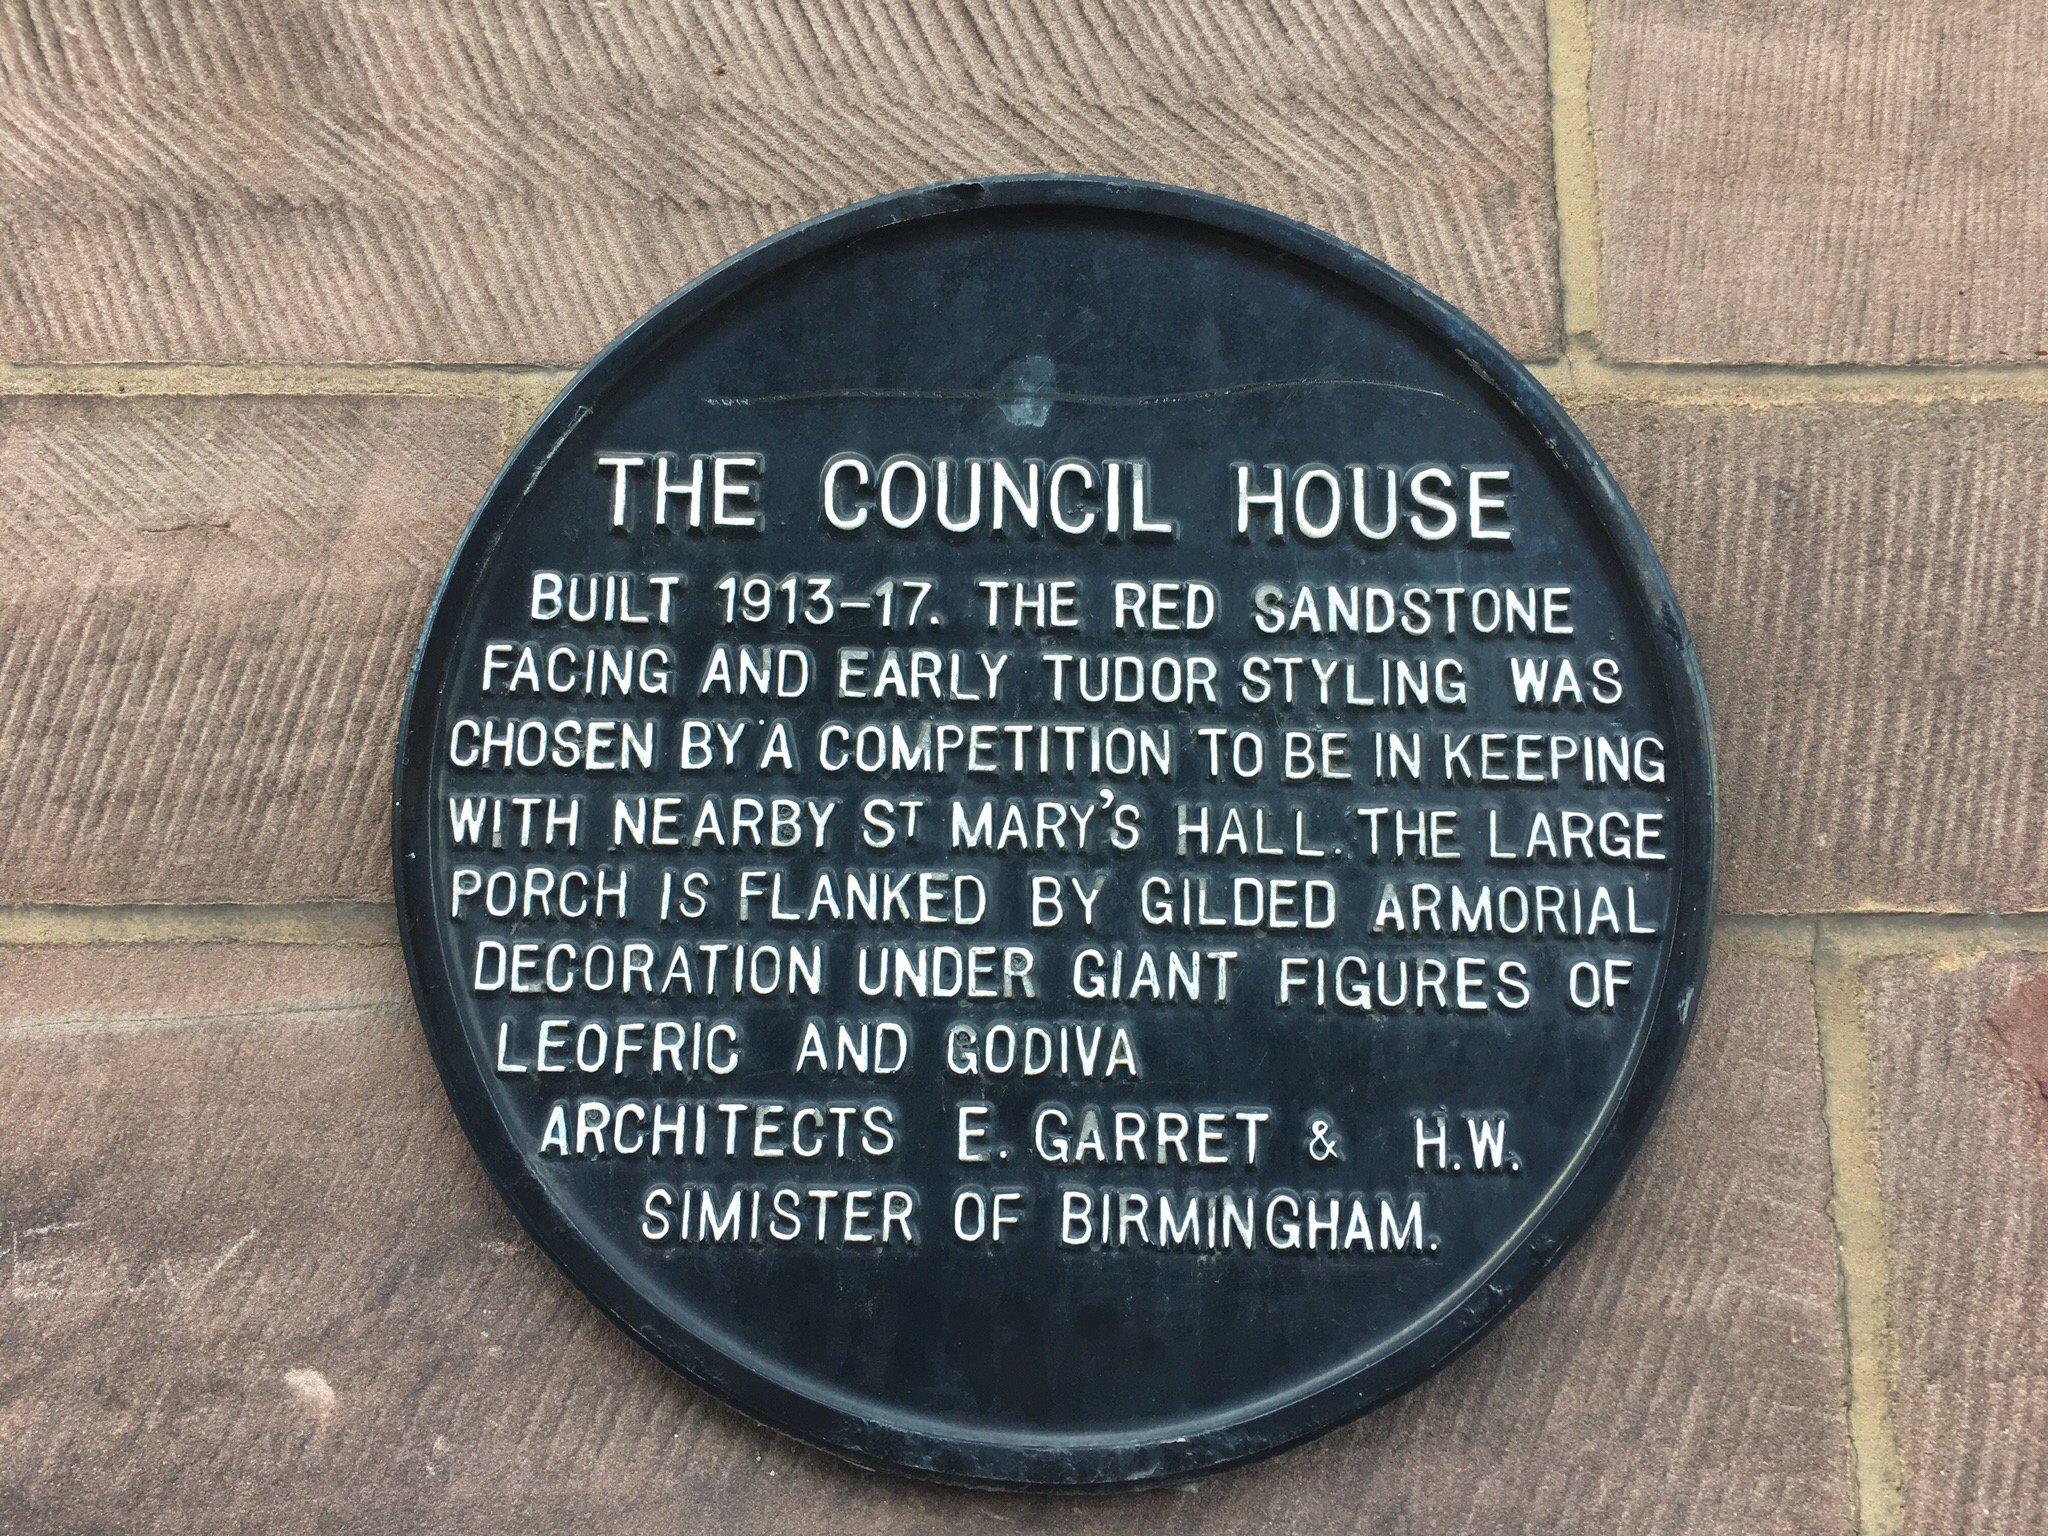 THE COUNCIL HOUSE
BUILT 1913-17. THE RED SANDSTONE
FACING AND EARLY TUDOR STYLING WAS
CHOSEN BY A COMPETITION TO BE IN KEEPING
WITH NEARBY ST MARY'S HALL. THE LARGE
PORCH IS FLANKED BY GILDED ARMORIAL
DECORATION UNDER GIANT FIGURES OF
LEOFRIC AND GODIVA
ARCHITECTS E. GARRET & H.W.
SIMISTER OF BIRMINGHAM.